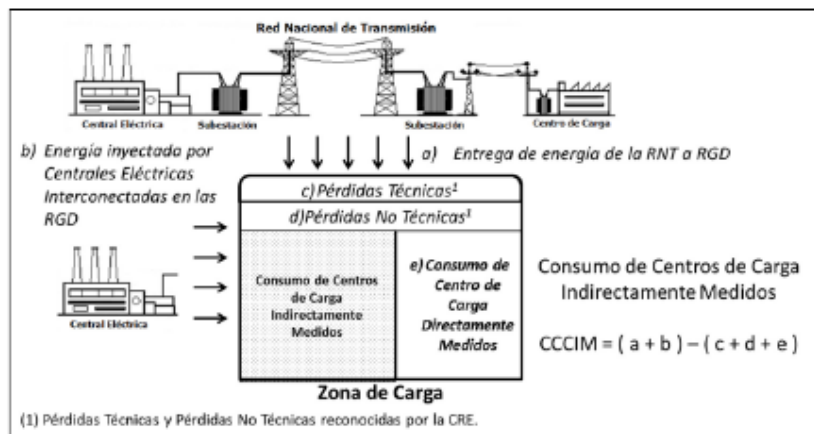 Red Nacional de Transmisión
Central Eléctrica
Subestación
Subestación
Centro de Carga
b) Energía inyectada por
Centrales Eléctricas
Interconectadas en las
RGD
a) Entrega de energía de la RNT a RGD
c)Pérdidas Técnicas¹
d)Pérdidas No Técnicas¹
Consumo de Centros
de Carga
Indirectamente
Medidos
e) Consumo de
Centro de
Carga
Directamente
Medidos
Central Eléctrica
Consumo de Centros de Carga
Indirectamente Medidos
CCCIM = ( a + b ) – ( c + d + e )
Zona de Carga
(1) Pérdidas Técnicas y Pérdidas No Técnicas reconocidas por la CRE.